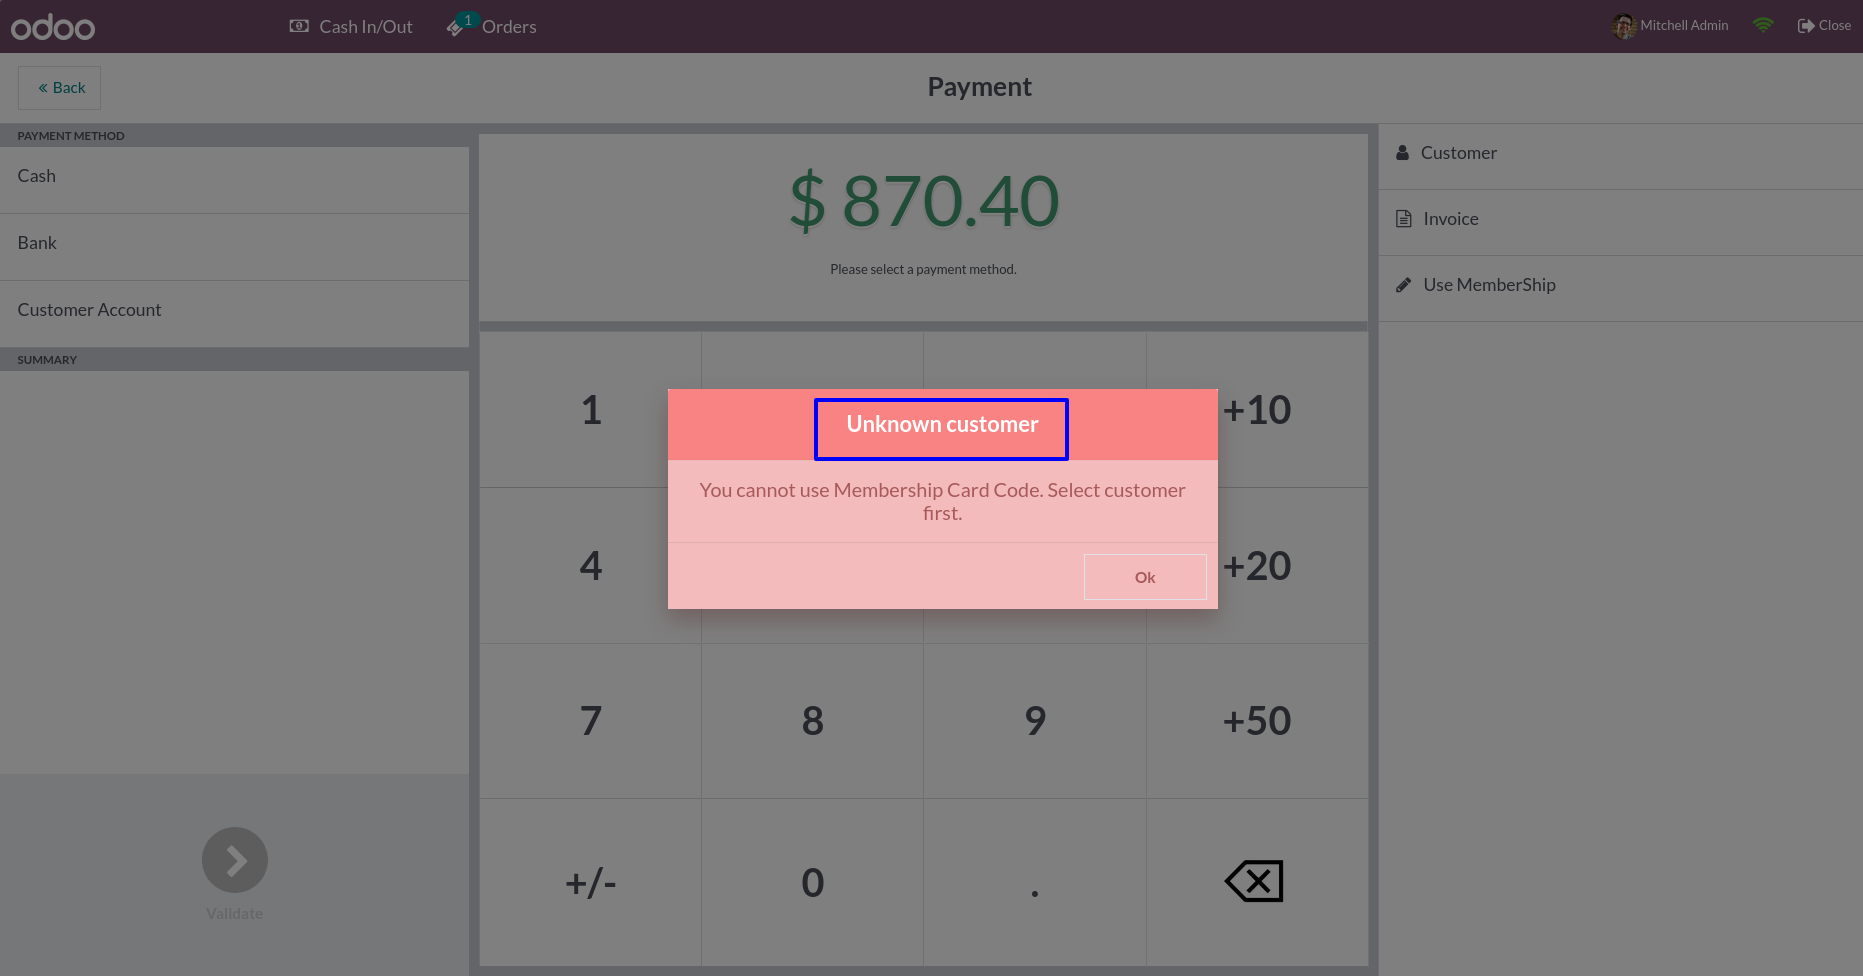 odoo
Cash In/Out
1
Orders
Mitchell Admin
Close
« Back
Payment
PAYMENT METHOD
Cash
Bank
Customer Account
SUMMARY
$ 870.40
Please select a payment method.
Customer
Invoice
Use MemberShip
1
+10
Unknown customer
You cannot use Membership Card Code. Select customer
first.
Ok
4
+20
7
8
9
+50
+/-
0
.
Validate